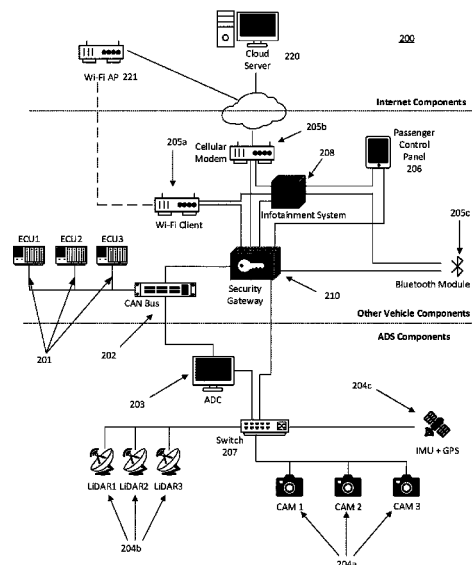 200
Cloud
Server
220
Wi-Fi AP 221
Internet Components
205b
205a
Cellular
Modem
208
Passenger
Control
Panel
206
Wi-Fi Client
Infotainment System
205c
ECU1 ECU2 ECU3
Bluetooth Module
CAN Bus
Security
Gateway
210
Other Vehicle Components
201
202
ADS Components
203
ADC
204c
Switch
207
IMU + GPS
LiDAR1 LiDAR2 LiDAR3
CAM 1 CAM 2 CAM 3
204b
204a